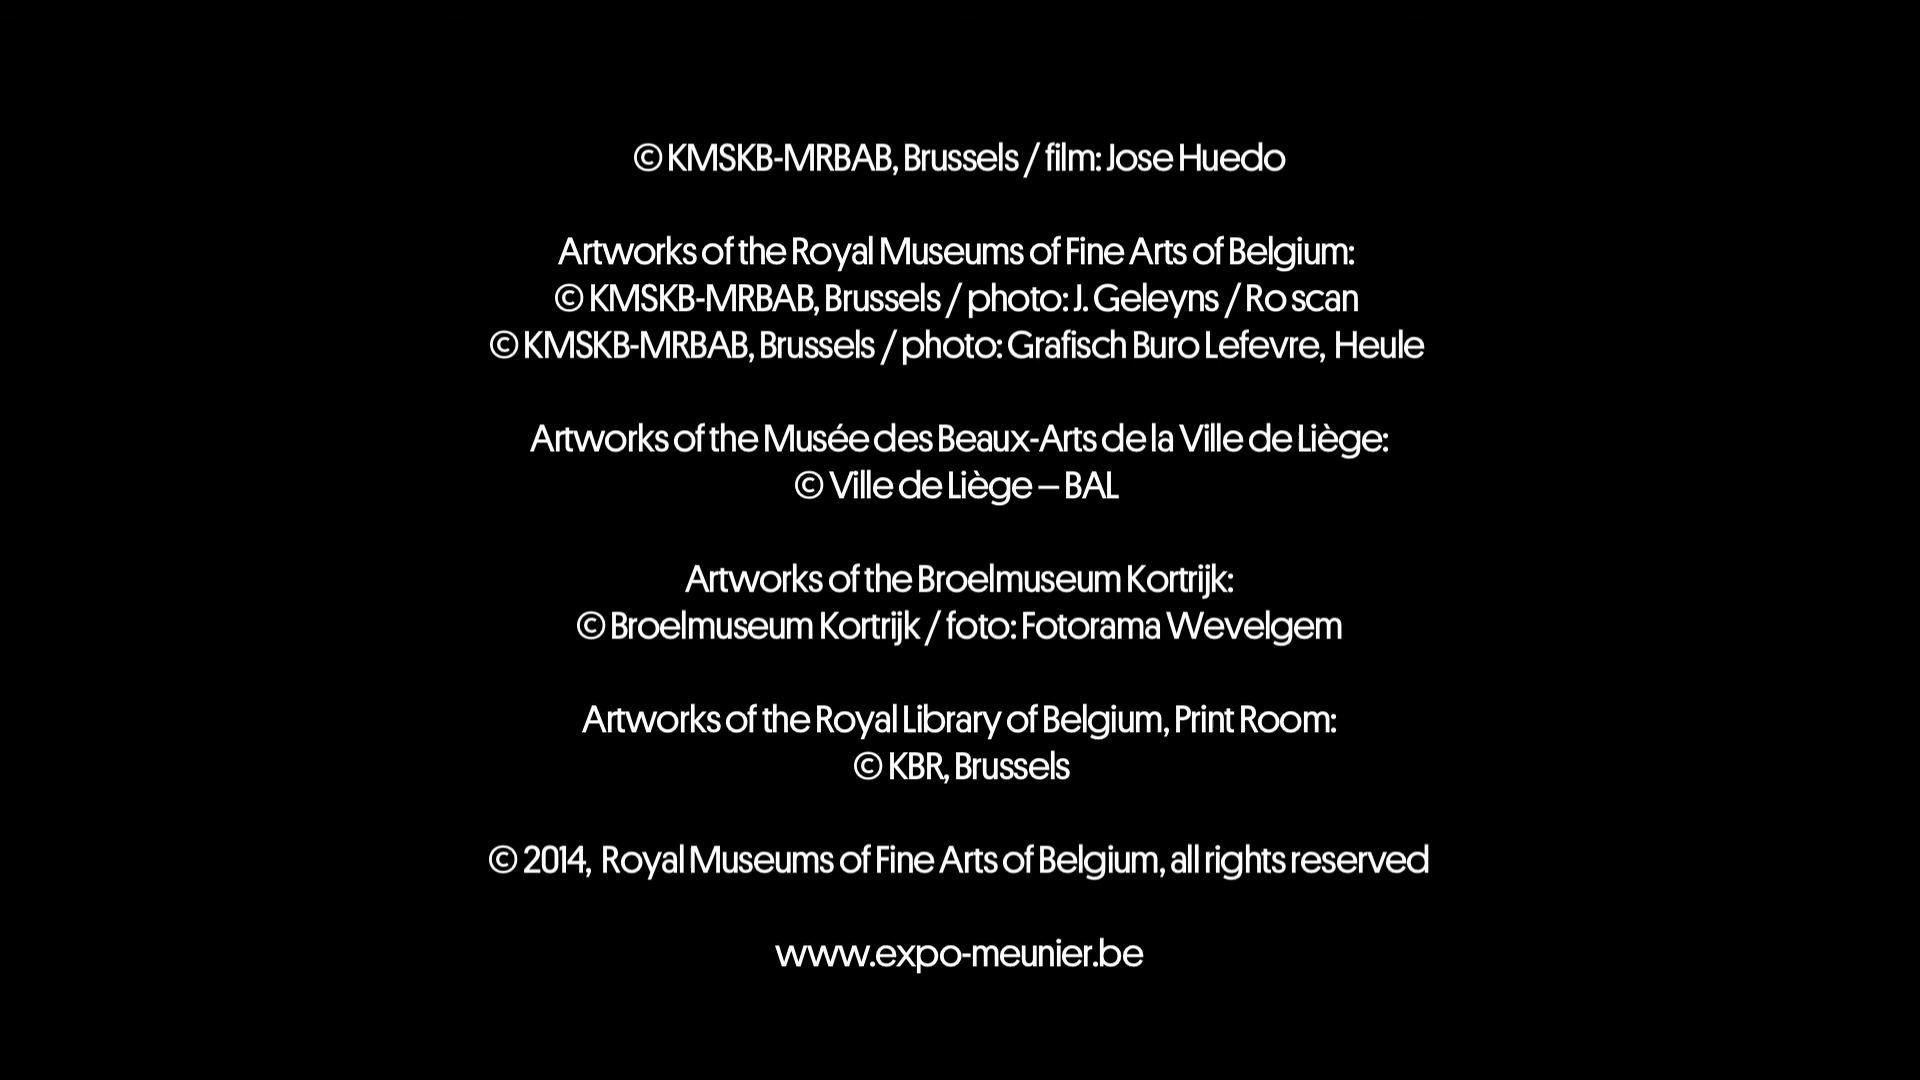 © KMSKB-MRBAB, Brussels / film: Jose Huedo
Artworks of the Royal Museums of Fine Arts of Belgium:
© KMSKB-MRBAB, Brussels / photo: J. Geleyns / Ro scan
© KMSKB-MRBAB, Brussels / photo: Grafisch Buro Lefevre, Heule
Artworks of the Musée des Beaux-Arts de la Ville de Liège:
© Ville de Liège – BAL
Artworks of the Broelmuseum Kortrijk:
© Broelmuseum Kortrijk / foto: Fotorama Wevelgem
Artworks of the Royal Library of Belgium, Print Room:
© KBR, Brussels
© 2014, Royal Museums of Fine Arts of Belgium, all rights reserved
www.expo-meunier.be